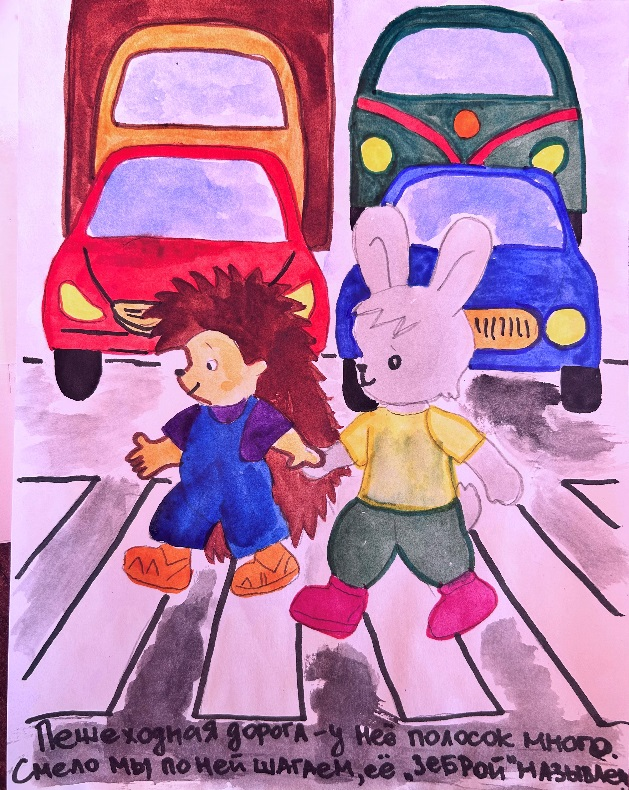 Пешеходная дорога – у неё полосок много.
Смело мы по ней шагаем, её „Зеброй" называем